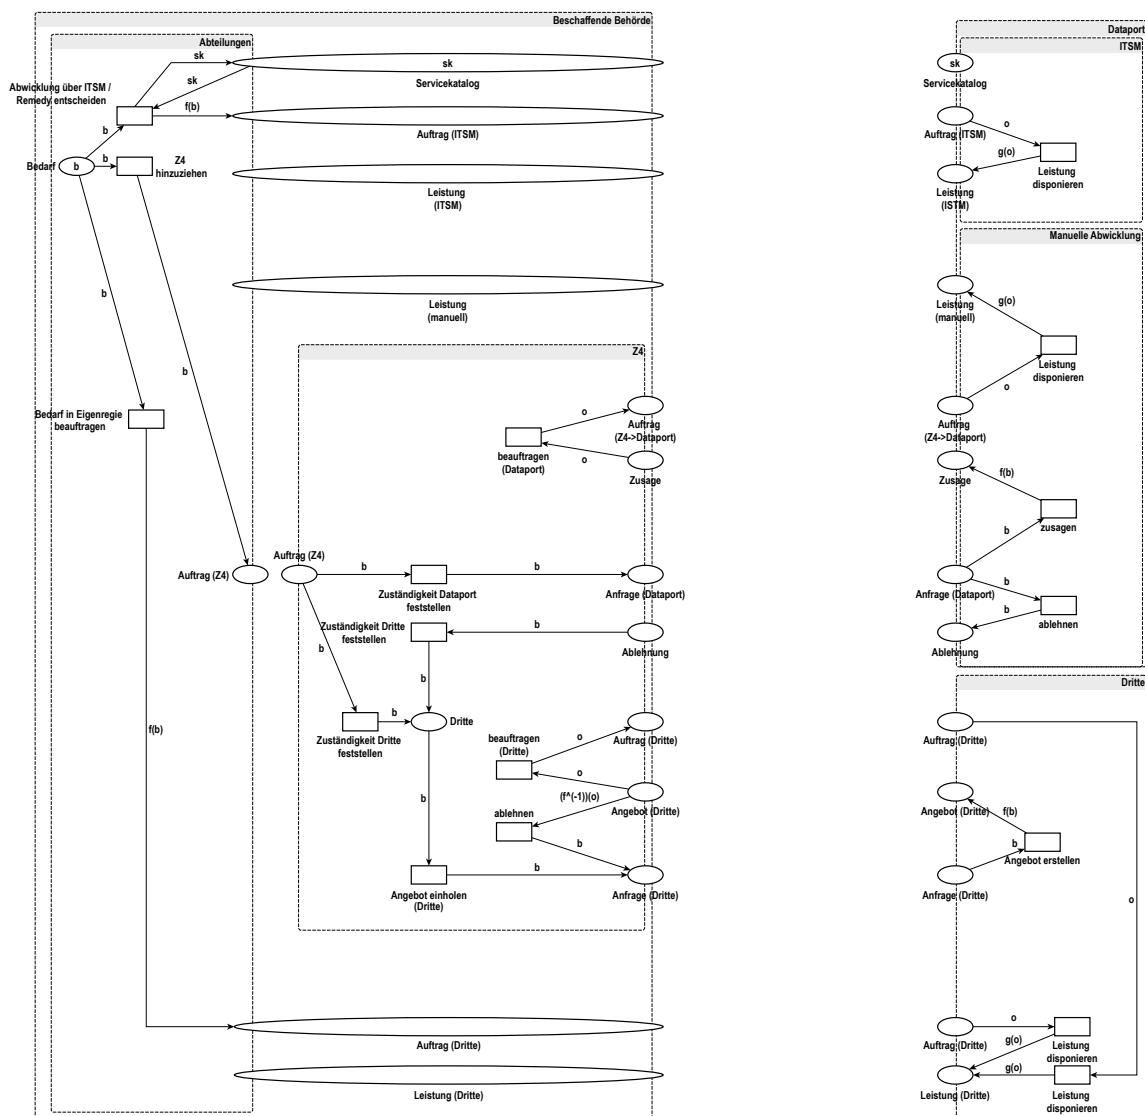 Beschaffende Behörde
Abteilungen
sk
sk
sk
Servicekatalog
Abwicklung über ITSM /
Remedy entscheiden
f(b)
Auftrag (ITSM)
b
b
Bedarf
b
Z4
hinzuziehen
Leistung
(ITSM)
b
Leistung
(manuell)
b
Bedarf in Eigenregie
beauftragen
f(b)
Auftrag (Z4)
Z4
o
Auftrag
(Z4->Dataport)
beauftragen
(Dataport)
o
Zusage
Auftrag (Z4)
b
b
Zuständigkeit Dataport
feststellen
Anfrage (Dataport)
Zuständigkeit Dritte
feststellen
b
Ablehnung
b
b
b
Dritte
Zuständigkeit Dritte
feststellen
beauftragen
(Dritte)
o
Auftrag (Dritte)
o
(f^(-1))(o)
Angebot (Dritte)
ablehnen
b
b
b
Angebot einholen
(Dritte)
Anfrage (Dritte)
Auftrag (Dritte)
Leistung (Dritte)
Dataport
ITSM
sk
Servicekatalog
Auftrag (ITSM)
o
g(o)
Leistung
disponieren
Leistung
(ISTM)
Manuelle Abwicklung
Leistung
(manuell)
g(o)
Leistung
disponieren
o
Auftrag
(Z4->Dataport)
Zusage
f(b)
zusagen
b
Anfrage (Dataport)
b
b
ablehnen
Ablehnung
Dritte
Auftrag (Dritte)
Angebot (Dritte)
f(b)
b
Angebot erstellen
Anfrage (Dritte)
o
o
Auftrag (Dritte)
g(o)
Leistung
disponieren
g(o)
Leistung (Dritte)
Leistung
disponieren